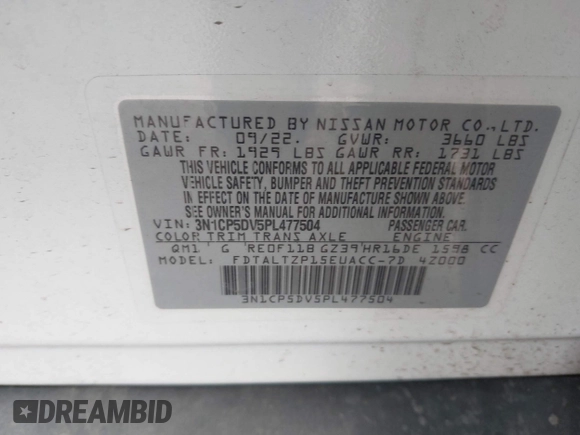 MANUFACTURED BY NISSAN MOTOR CO., LTD.
DATE: 09/22. GVWR: 3660 LBS
GAWR FR: 1929 LBS GAWR RR: 1731 LBS
THIS VEHICLE CONFORMS TO ALL APPLICABLE FEDERAL MOTOR
VEHICLE SAFETY, BUMPER AND THEFT PREVENTION STANDARDS
IN EFFECT ON THE DATE OF MANUFACTURE SHOWN ABOVE.
SEE OWNER'S MANUAL FOR ADDITIONAL INFORMATION.
VIN: 3N1CP5DV5PL477504 PASSENGER CAR.
COLOR TRIM TRANS AXLE ENGINE
QM1 G RE0F11B GZ39 HR16DE 1598 CC
MODEL: FDTALTZP15EUACC-7D 42000
3N1CP5DV5PL477504
DREAMBID